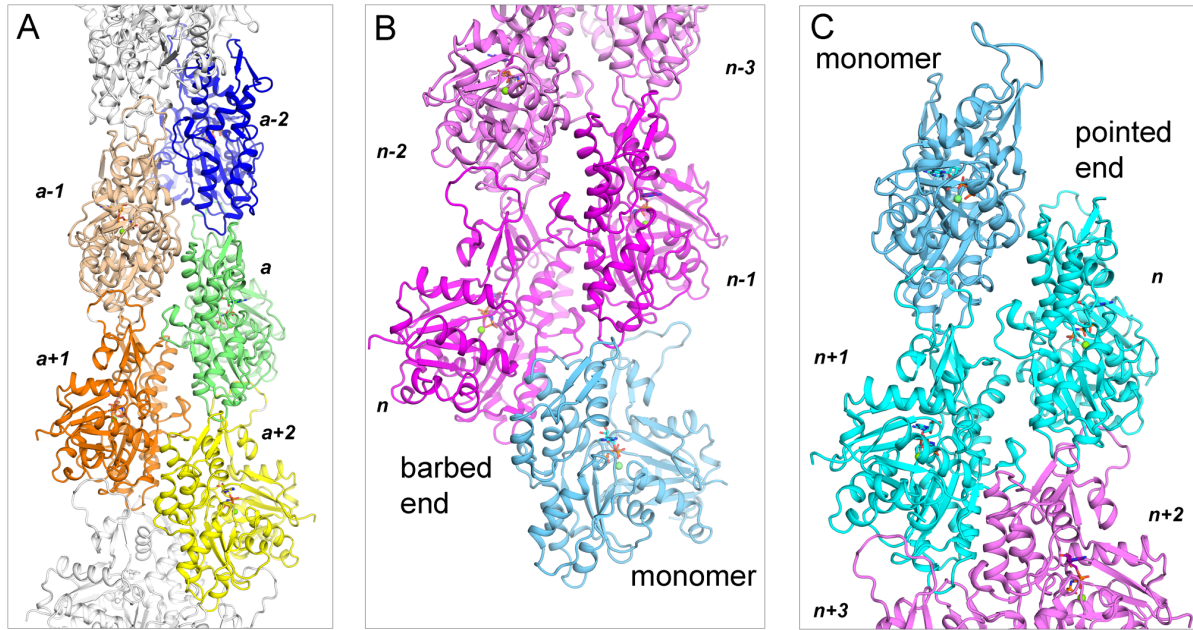 A
a-2
a-1
a
a+1
a+2
B
n-3
n-2
n-1
n
barbed
end
monomer
C
monomer
pointed
end
n
n+1
n+2
n+3